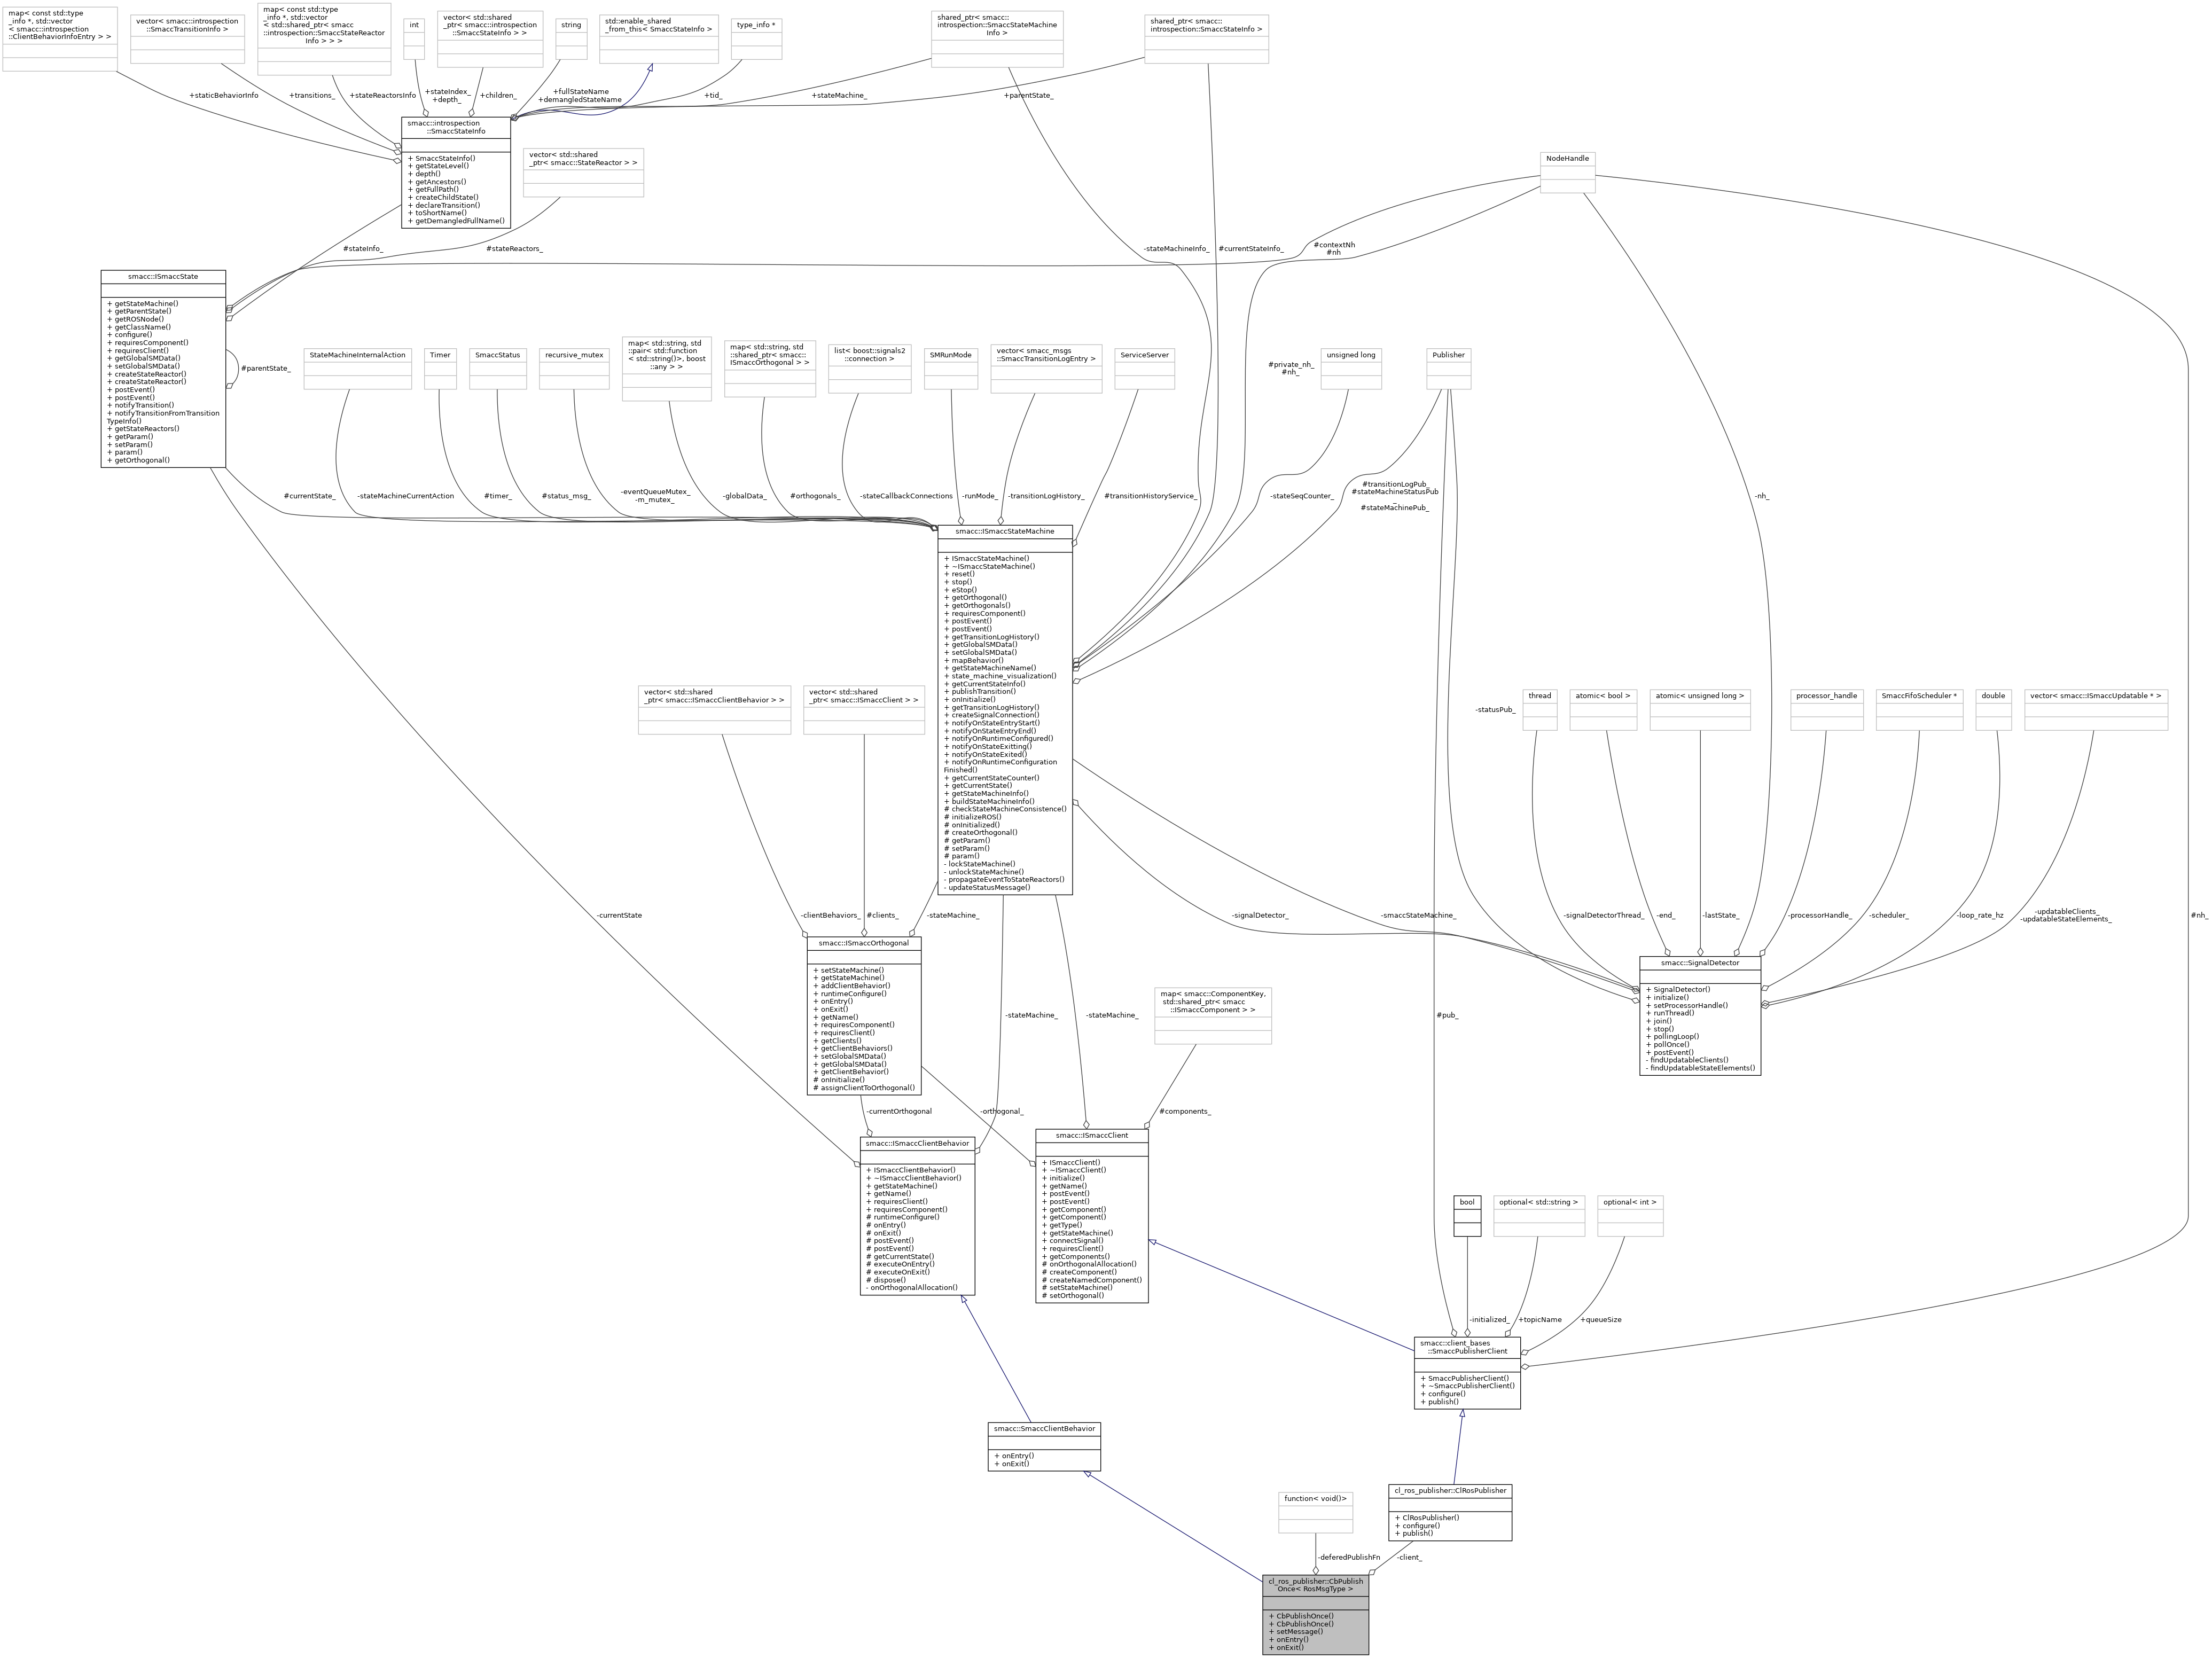 map< const std::type
_info *, std::vector
< smacc::introspection
::ClientBehaviorInfoEntry > >
vector< smacc::introspection
::SmaccTransitionInfo >
map< const std::type
_info *, std::vector
< std::shared_ptr< smacc
::introspection::SmaccStateReactor
Info > > >
int
vector< std::shared
_ptr< smacc::introspection
::SmaccStateInfo > >
string
std::enable_shared
_from_this< SmaccStateInfo >
type_info *
shared_ptr< smacc::
introspection::SmaccStateMachine
Info >
shared_ptr< smacc::
introspection::SmaccStateInfo >
+staticBehaviorInfo
+transitions_
+stateReactorsInfo
+stateIndex_
+depth_
+children_
+fullStateName
+demangledStateName
+tid_
+stateMachine_
+parentState_
smacc::introspection
::SmaccStateInfo
+ SmaccStateInfo()
+ getStateLevel()
+ depth()
+ getAncestors()
+ getFullPath()
+ createChildState()
+ declareTransition()
+ toShortName()
+ getDemangledFullName()
vector< std::shared
_ptr< smacc::StateReactor > >
NodeHandle
#stateInfo_
#stateReactors_
-stateMachineInfo_
#currentStateInfo_
#contextNh
#nh
smacc::ISmaccState
+ getStateMachine()
+ getParentState()
+ getROSNode()
+ getClassName()
+ configure()
+ requiresComponent()
+ requiresClient()
+ getGlobalSMData()
+ setGlobalSMData()
+ createStateReactor()
+ createStateReactor()
+ postEvent()
+ postEvent()
+ notifyTransition()
+ notifyTransitionFromTransition
TypeInfo()
+ getStateReactors()
+ getParam()
+ setParam()
+ param()
+ getOrthogonal()
#parentState_
StateMachineInternalAction
Timer
SmaccStatus
recursive_mutex
map< std::string, std
::pair< std::function
< std::string()>, boost
::any > >
map< std::string, std
::shared_ptr< smacc::
ISmaccOrthogonal > >
list< boost::signals2
::connection >
SMRunMode
vector< smacc_msgs
::SmaccTransitionLogEntry >
ServiceServer
#private_nh_
#nh_
unsigned long
Publisher
#currentState_
-stateMachineCurrentAction
#timer_
#status_msg_
-eventQueueMutex_
-m_mutex_
-globalData_
#orthogonals_
-stateCallbackConnections
-runMode_
-transitionLogHistory_
#transitionHistoryService_
-stateSeqCounter_
#transitionLogPub_
#stateMachineStatusPub
_
#stateMachinePub_
-nh_
smacc::ISmaccStateMachine
+ ISmaccStateMachine()
+ ~ISmaccStateMachine()
+ reset()
+ stop()
+ eStop()
+ getOrthogonal()
+ getOrthogonals()
+ requiresComponent()
+ postEvent()
+ postEvent()
+ getTransitionLogHistory()
+ getGlobalSMData()
+ setGlobalSMData()
+ mapBehavior()
+ getStateMachineName()
+ state_machine_visualization()
+ getCurrentStateInfo()
+ publishTransition()
+ onInitialize()
+ getTransitionLogHistory()
+ createSignalConnection()
+ notifyOnStateEntryStart()
+ notifyOnStateEntryEnd()
+ notifyOnRuntimeConfigured()
+ notifyOnStateExitting()
+ notifyOnStateExited()
+ notifyOnRuntimeConfiguration
Finished()
+ getCurrentStateCounter()
+ getCurrentState()
+ getStateMachineInfo()
+ buildStateMachineInfo()
# checkStateMachineConsistence()
# initializeROS()
# onInitialized()
# createOrthogonal()
# getParam()
# setParam()
# param()
- lockStateMachine()
- unlockStateMachine()
- propagateEventToStateReactors()
- updateStatusMessage()
vector< std::shared
_ptr< smacc::ISmaccClientBehavior > >
vector< std::shared
_ptr< smacc::ISmaccClient > >
-statusPub_
thread
atomic< bool >
atomic< unsigned long >
processor_handle
SmaccFifoScheduler *
double
vector< smacc::ISmaccUpdatable * >
-currentState
-clientBehaviors_
#clients_
-stateMachine_
-signalDetector_
-smaccStateMachine_
-signalDetectorThread_
-end_
-lastState_
-processorHandle_
-scheduler_
-loop_rate_hz
-updatableClients_
-updatableStateElements_
#nh_
smacc::ISmaccOrthogonal
+ setStateMachine()
+ getStateMachine()
+ addClientBehavior()
+ runtimeConfigure()
+ onEntry()
+ onExit()
+ getName()
+ requiresComponent()
+ requiresClient()
+ getClients()
+ getClientBehaviors()
+ setGlobalSMData()
+ getGlobalSMData()
+ getClientBehavior()
# onInitialize()
# assignClientToOrthogonal()
-stateMachine_
-stateMachine_
map< smacc::ComponentKey,
std::shared_ptr< smacc
::ISmaccComponent > >
#pub_
smacc::SignalDetector
+ SignalDetector()
+ initialize()
+ setProcessorHandle()
+ runThread()
+ join()
+ stop()
+ pollingLoop()
+ pollOnce()
+ postEvent()
- findUpdatableClients()
- findUpdatableStateElements()
-currentOrthogonal
-orthogonal_
#components_
smacc::ISmaccClientBehavior
+ ISmaccClientBehavior()
+ ~ISmaccClientBehavior()
+ getStateMachine()
+ getName()
+ requiresClient()
+ requiresComponent()
# runtimeConfigure()
# onEntry()
# onExit()
# postEvent()
# postEvent()
# getCurrentState()
# executeOnEntry()
# executeOnExit()
# dispose()
- onOrthogonalAllocation()
smacc::ISmaccClient
+ ISmaccClient()
+ ~ISmaccClient()
+ initialize()
+ getName()
+ postEvent()
+ postEvent()
+ getComponent()
+ getComponent()
+ getType()
+ getStateMachine()
+ connectSignal()
+ requiresClient()
+ getComponents()
# onOrthogonalAllocation()
# createComponent()
# createNamedComponent()
# setStateMachine()
# setOrthogonal()
bool
optional< std::string >
optional< int >
-initialized_
+topicName
+queueSize
smacc::client_bases
::SmaccPublisherClient
+ SmaccPublisherClient()
+ ~SmaccPublisherClient()
+ configure()
+ publish()
smacc::SmaccClientBehavior
+ onEntry()
+ onExit()
function< void()>
cl_ros_publisher::ClRosPublisher
+ ClRosPublisher()
+ configure()
+ publish()
-deferedPublishFn
-client_
cl_ros_publisher::CbPublish
Once< RosMsgType >
+ CbPublishOnce()
+ CbPublishOnce()
+ setMessage()
+ onEntry()
+ onExit()